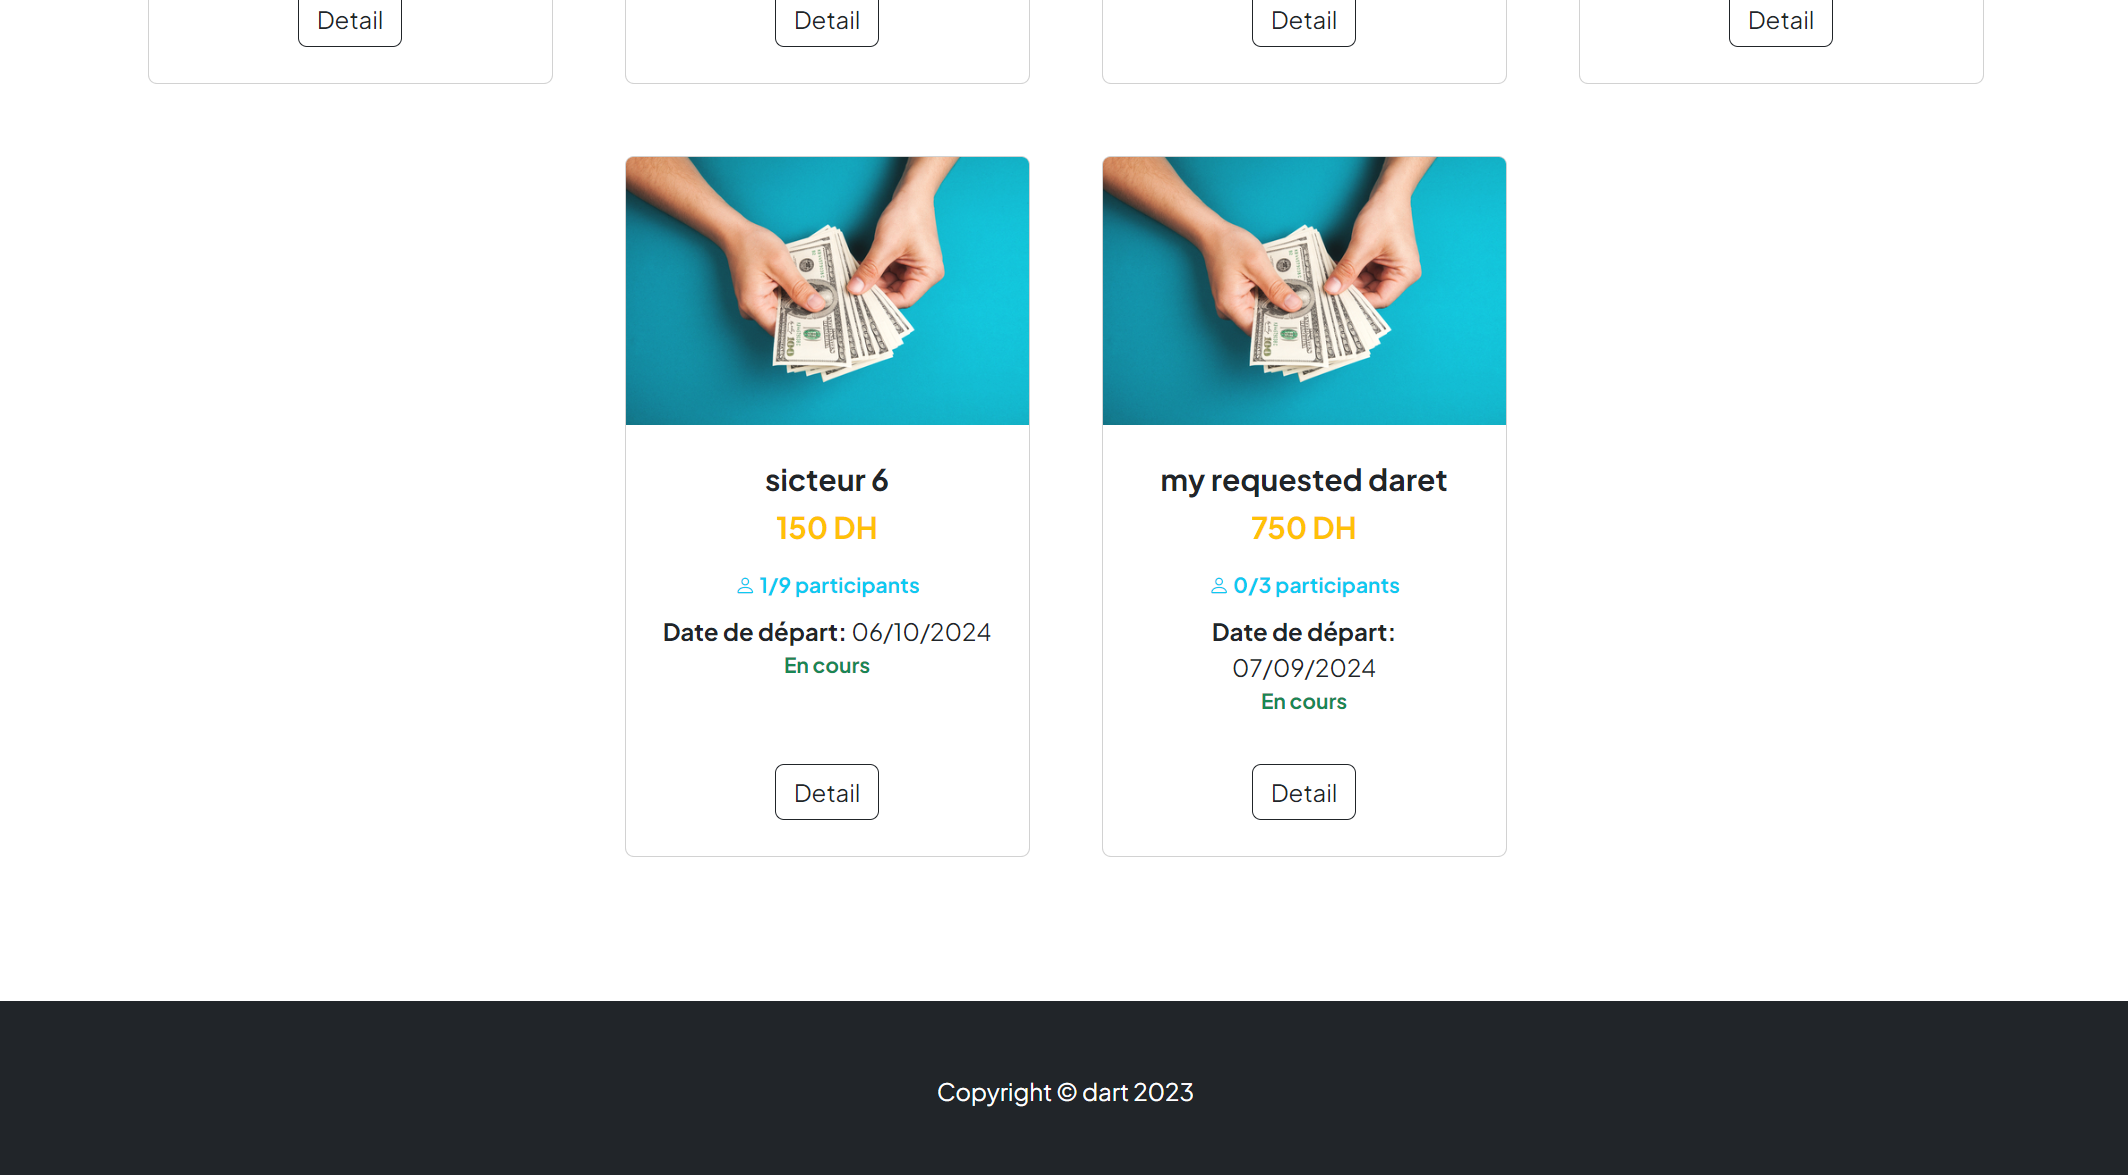 Detail
Detail
Detail
Detail
sicteur 6
150 DH
1/9 participants
Date de départ: 06/10/2024
En cours
Detail
my requested daret
750 DH
0/3 participants
Date de départ:
07/09/2024
En cours
Detail
Copyright © dart 2023